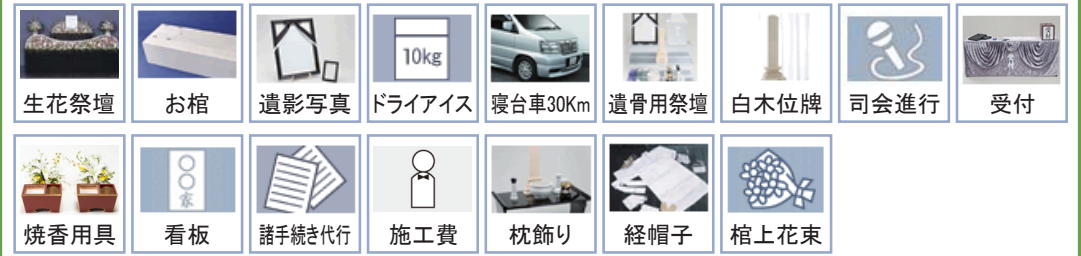 10kg
生花祭壇
お棺
遺影写真
ドライアイス
寝台車30Km
遺骨用祭壇
白木位牌
司会進行
受付
○○家
焼香用具
看板
諸手続き代行
施工費
枕飾り
経帽子
棺上花束